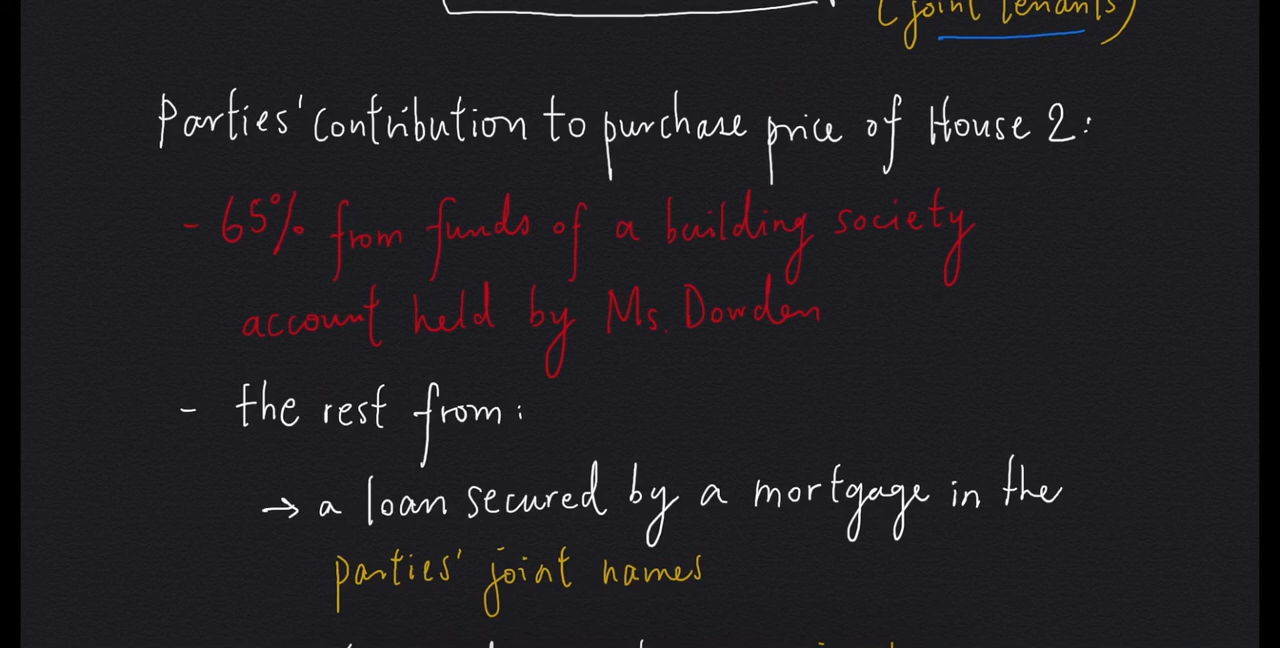 (joint tenants)
Parties' contribution to purchase price of House 2:
- 65% from funds of a building society
account held by Ms. Dowden
- the rest from:
→ a loan secured by a mortgage in the
parties' joint names